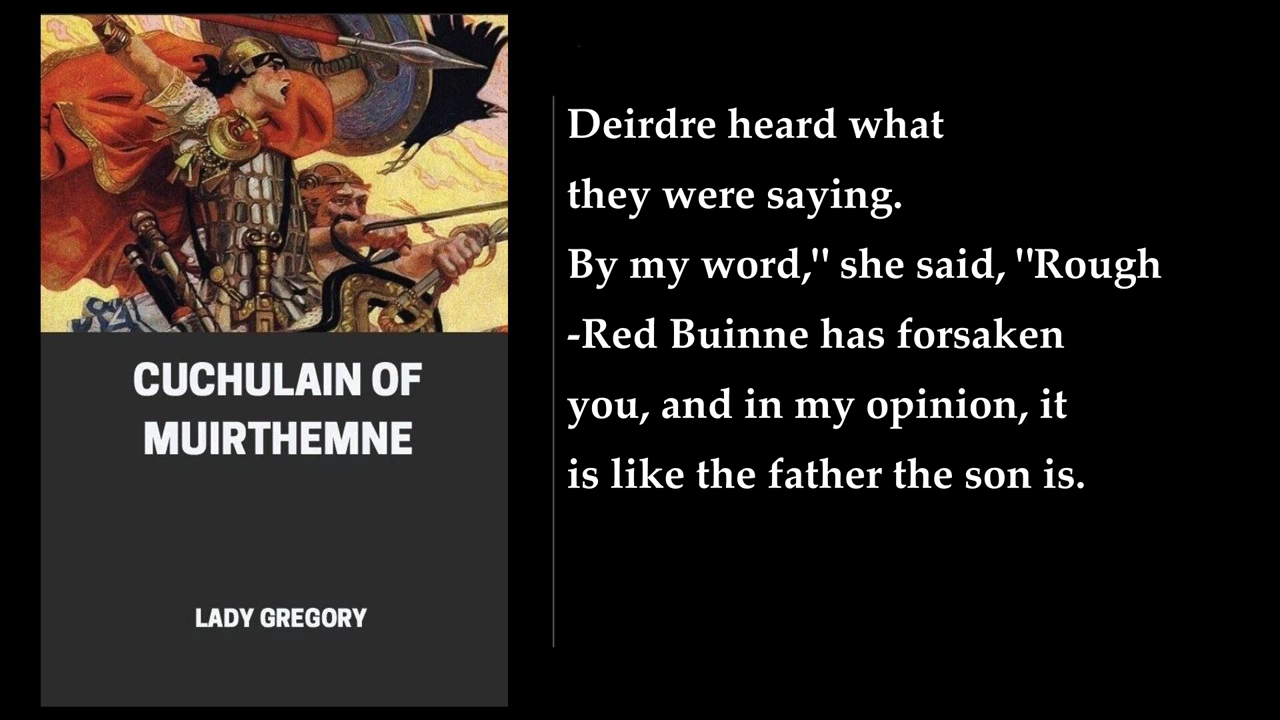 CUCHULAIN OF
MUIRTHEMNE
LADY GREGORY
Deirdre heard what
they were saying.
By my word," she said, "Rough
-Red Buinne has forsaken
you, and in my opinion, it
is like the father the son is.